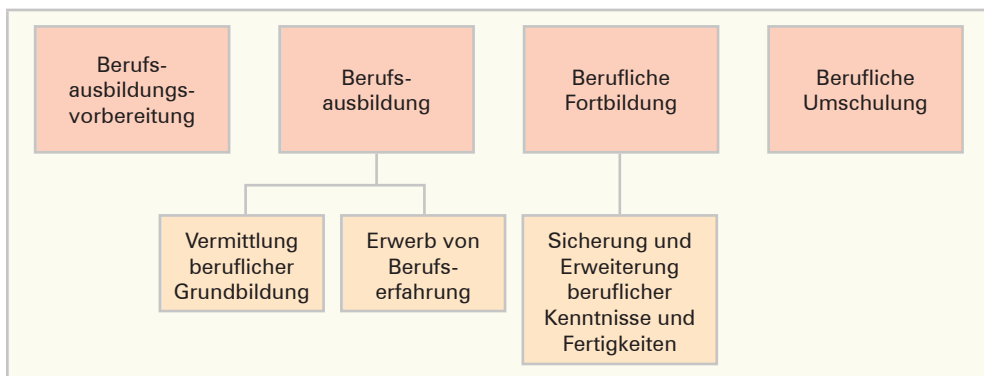 Berufs-
ausbildungs-
vorbereitung
Berufs-
ausbildung
Berufliche
Fortbildung
Berufliche
Umschulung
Vermittlung
beruflicher
Grundbildung
Erwerb von
Berufs-
erfahrung
Sicherung und
Erweiterung
beruflicher
Kenntnisse und
Fertigkeiten